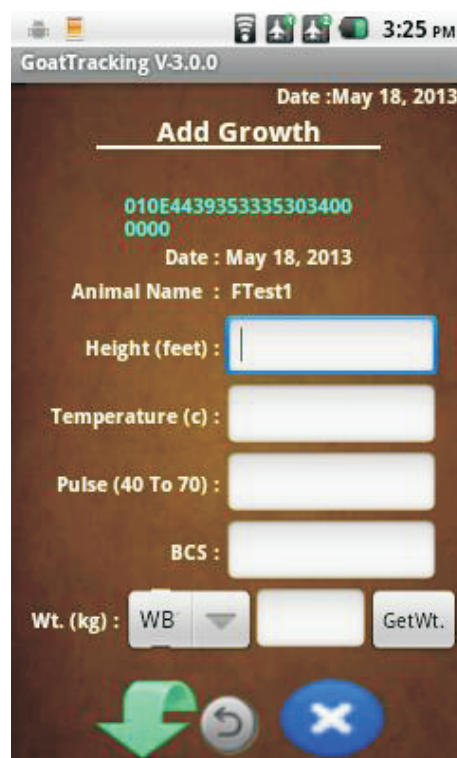 3:25 PM
GoatTracking V-3.0.0
Date :May 18, 2013
Add Growth
010E4439353335303400
0000
Date : May 18, 2013
Animal Name : FTest1
Height (feet) :
Temperature (c) :
Pulse (40 To 70) :
BCS :
Wt. (kg) : WB GetWt.